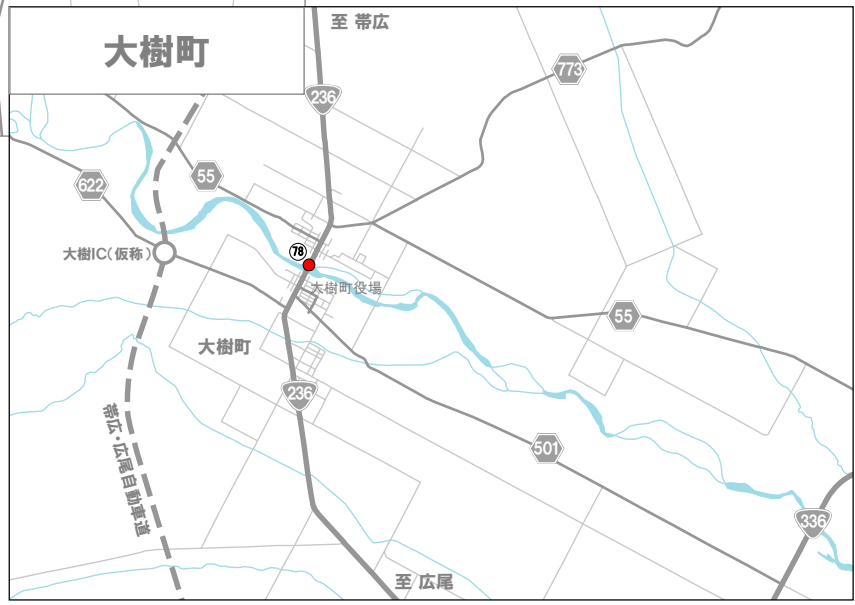 大樹町
至 帯広
236
773
55
622
78
大樹IC(仮称)
大樹町役場
55
大樹町
236
帯広・広尾自動車道
501
336
至 広尾